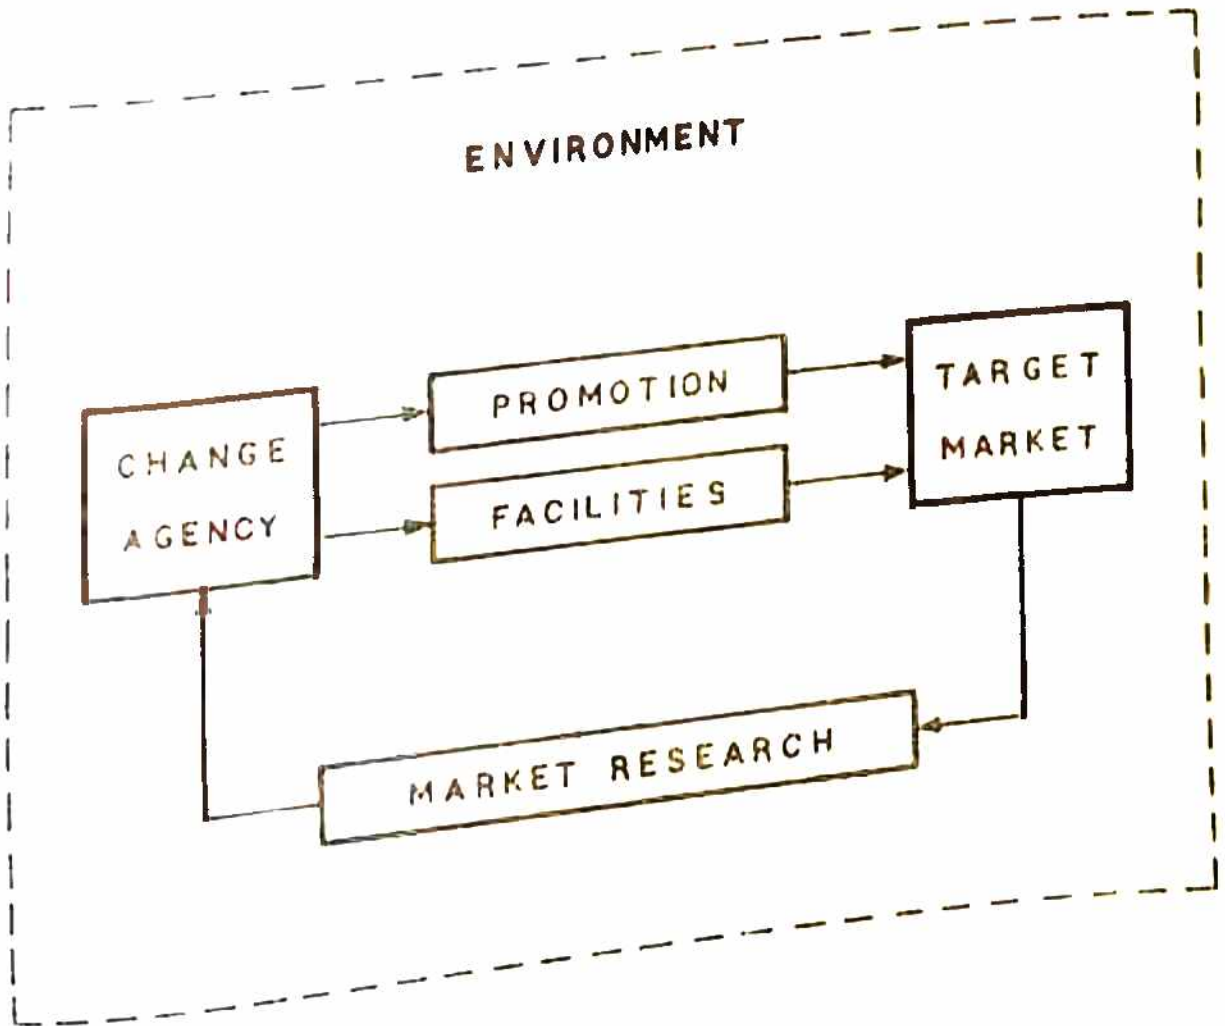 ENVIRONMENT
PROMOTION
TARGET
MARKET
CHANGE
AGENCY
FACILITIES
MARKET RESEARCH